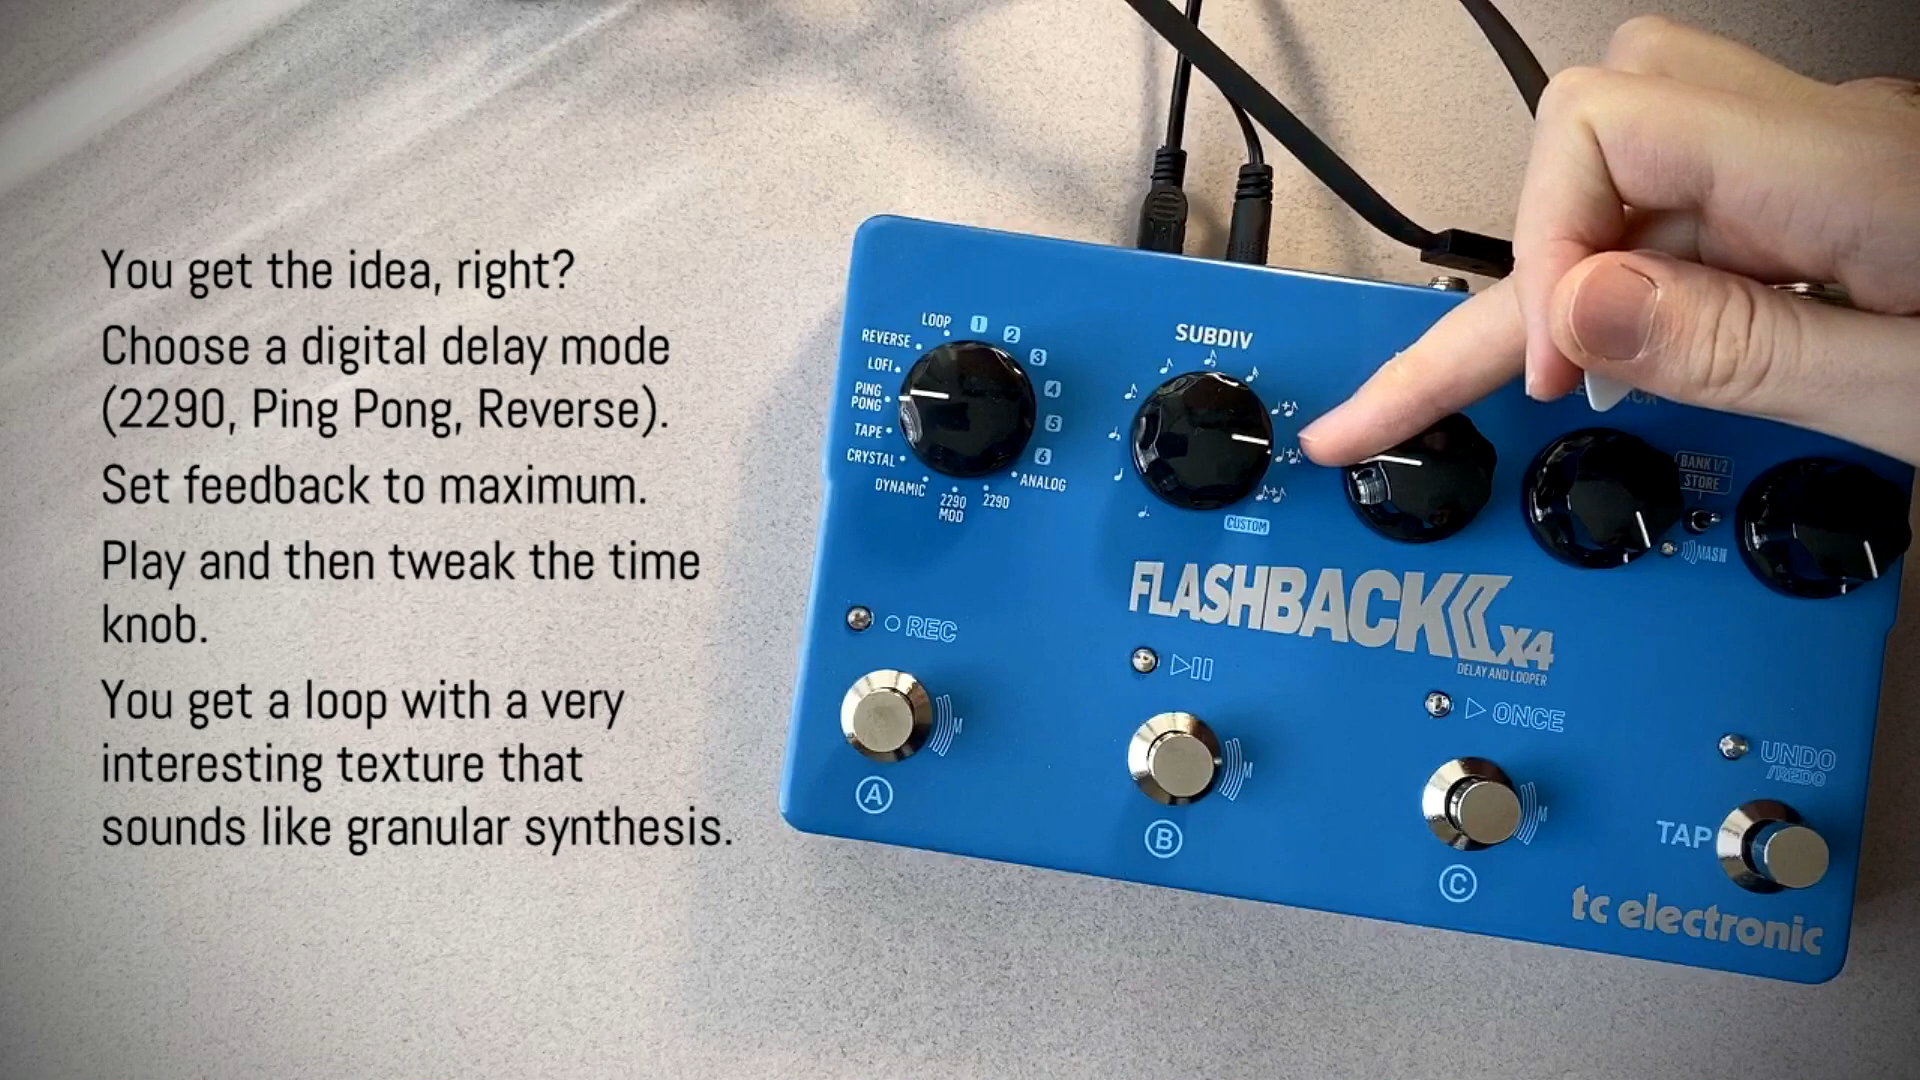 You get the idea, right?
Choose a digital delay mode
(2290, Ping Pong, Reverse).
Set feedback to maximum.
Play and then tweak the time
knob.
You get a loop with a very
interesting texture that
sounds like granular synthesis.
LOOP
1
2
3
4
5
6
REVERSE
LOFI
PING
PONG
TAPE
CRYSTAL
DYNAMIC
2290
MOD
2290
ANALOG
SUBDIV
CUSTOM
BANK 1/2
STORE
MASH
FLASHBACK
X4
DELAY AND LOOPER
REC
ONCE
UNDO
/REDO
M
M
M
A
B
C
TAP
tc electronic